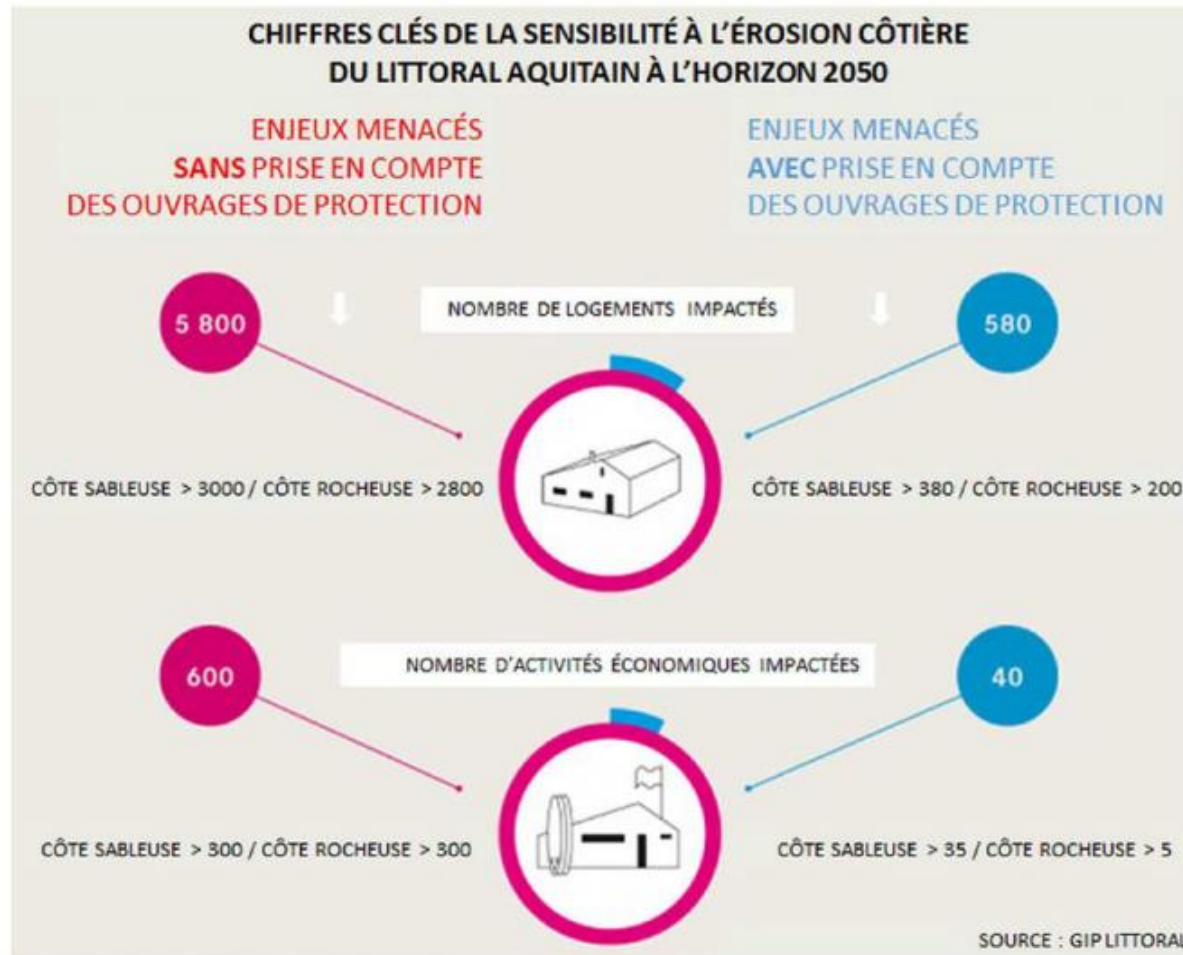 CHIFFRES CLÉS DE LA SENSIBILITÉ À L'ÉROSION CÔTIÈRE
DU LITTORAL AQUITAIN À L'HORIZON 2050
ENJEUX MENACÉS
SANS PRISE EN COMPTE
DES OUVRAGES DE PROTECTION
ENJEUX MENACÉS
AVEC PRISE EN COMPTE
DES OUVRAGES DE PROTECTION
5 800
NOMBRE DE LOGEMENTS IMPACTÉS
580
CÔTE SABLEUSE > 3000 / CÔTE ROCHEUSE > 2800
CÔTE SABLEUSE > 380 / CÔTE ROCHEUSE > 200
600
NOMBRE D'ACTIVITÉS ÉCONOMIQUES IMPACTÉES
40
CÔTE SABLEUSE > 300 / CÔTE ROCHEUSE > 300
CÔTE SABLEUSE > 35 / CÔTE ROCHEUSE > 5
SOURCE : GIP LITTORAL